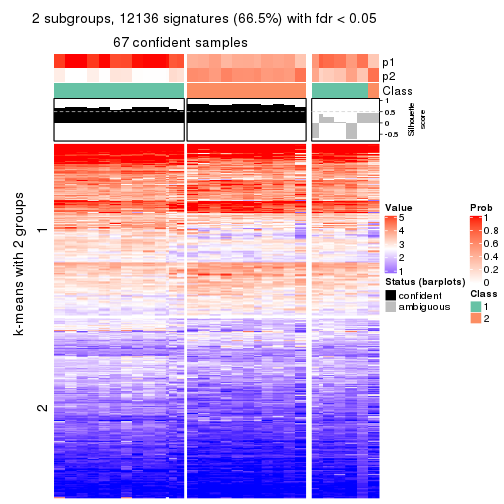 2 subgroups, 12136 signatures (66.5%) with fdr < 0.05
67 confident samples
p1
p2
Class
1
0.5
0
-0.5
Silhouette
score
k-means with 2 groups
1
2
Value
5
4
3
2
1
Status (barplots)
confident
ambiguous
Prob
1
0.8
0.6
0.4
0.2
0
Class
1
2